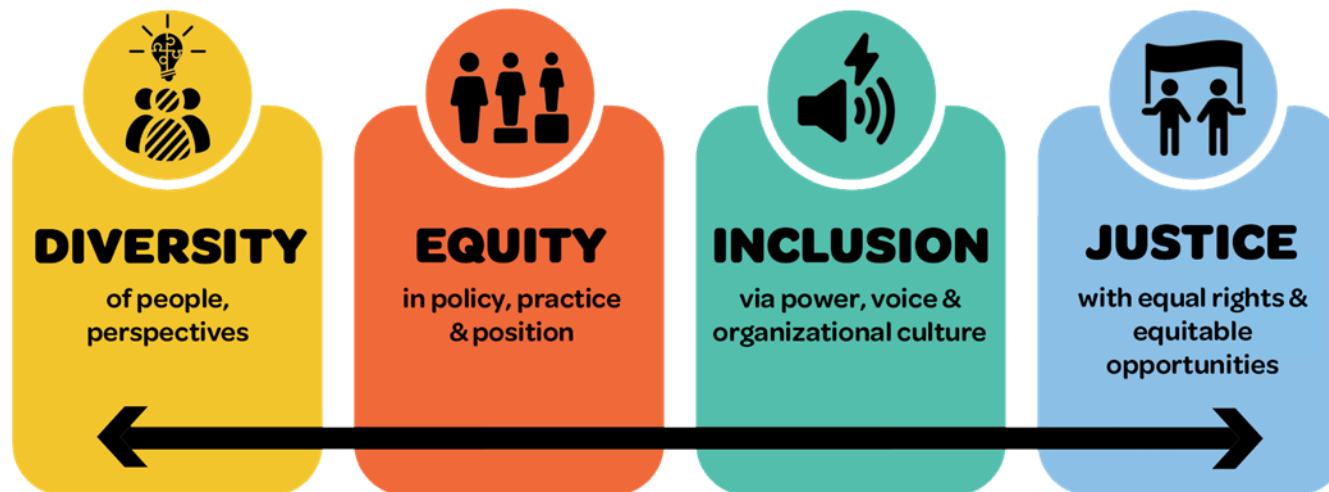 DIVERSITY
of people,
perspectives
EQUITY
in policy, practice
& position
INCLUSION
via power, voice &
organizational culture
JUSTICE
with equal rights &
equitable
opportunities